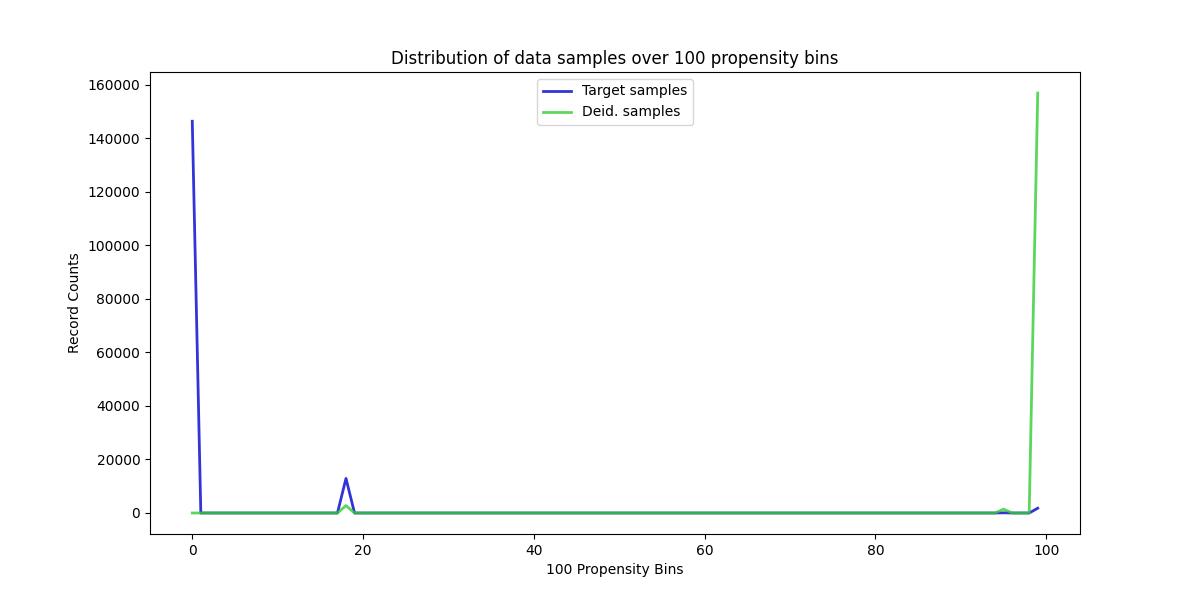 Distribution of data samples over 100 propensity bins
Target samples
Deid. samples
160000
140000
120000
100000
80000
60000
40000
20000
0
Record Counts
0 20 40 60 80 100
100 Propensity Bins